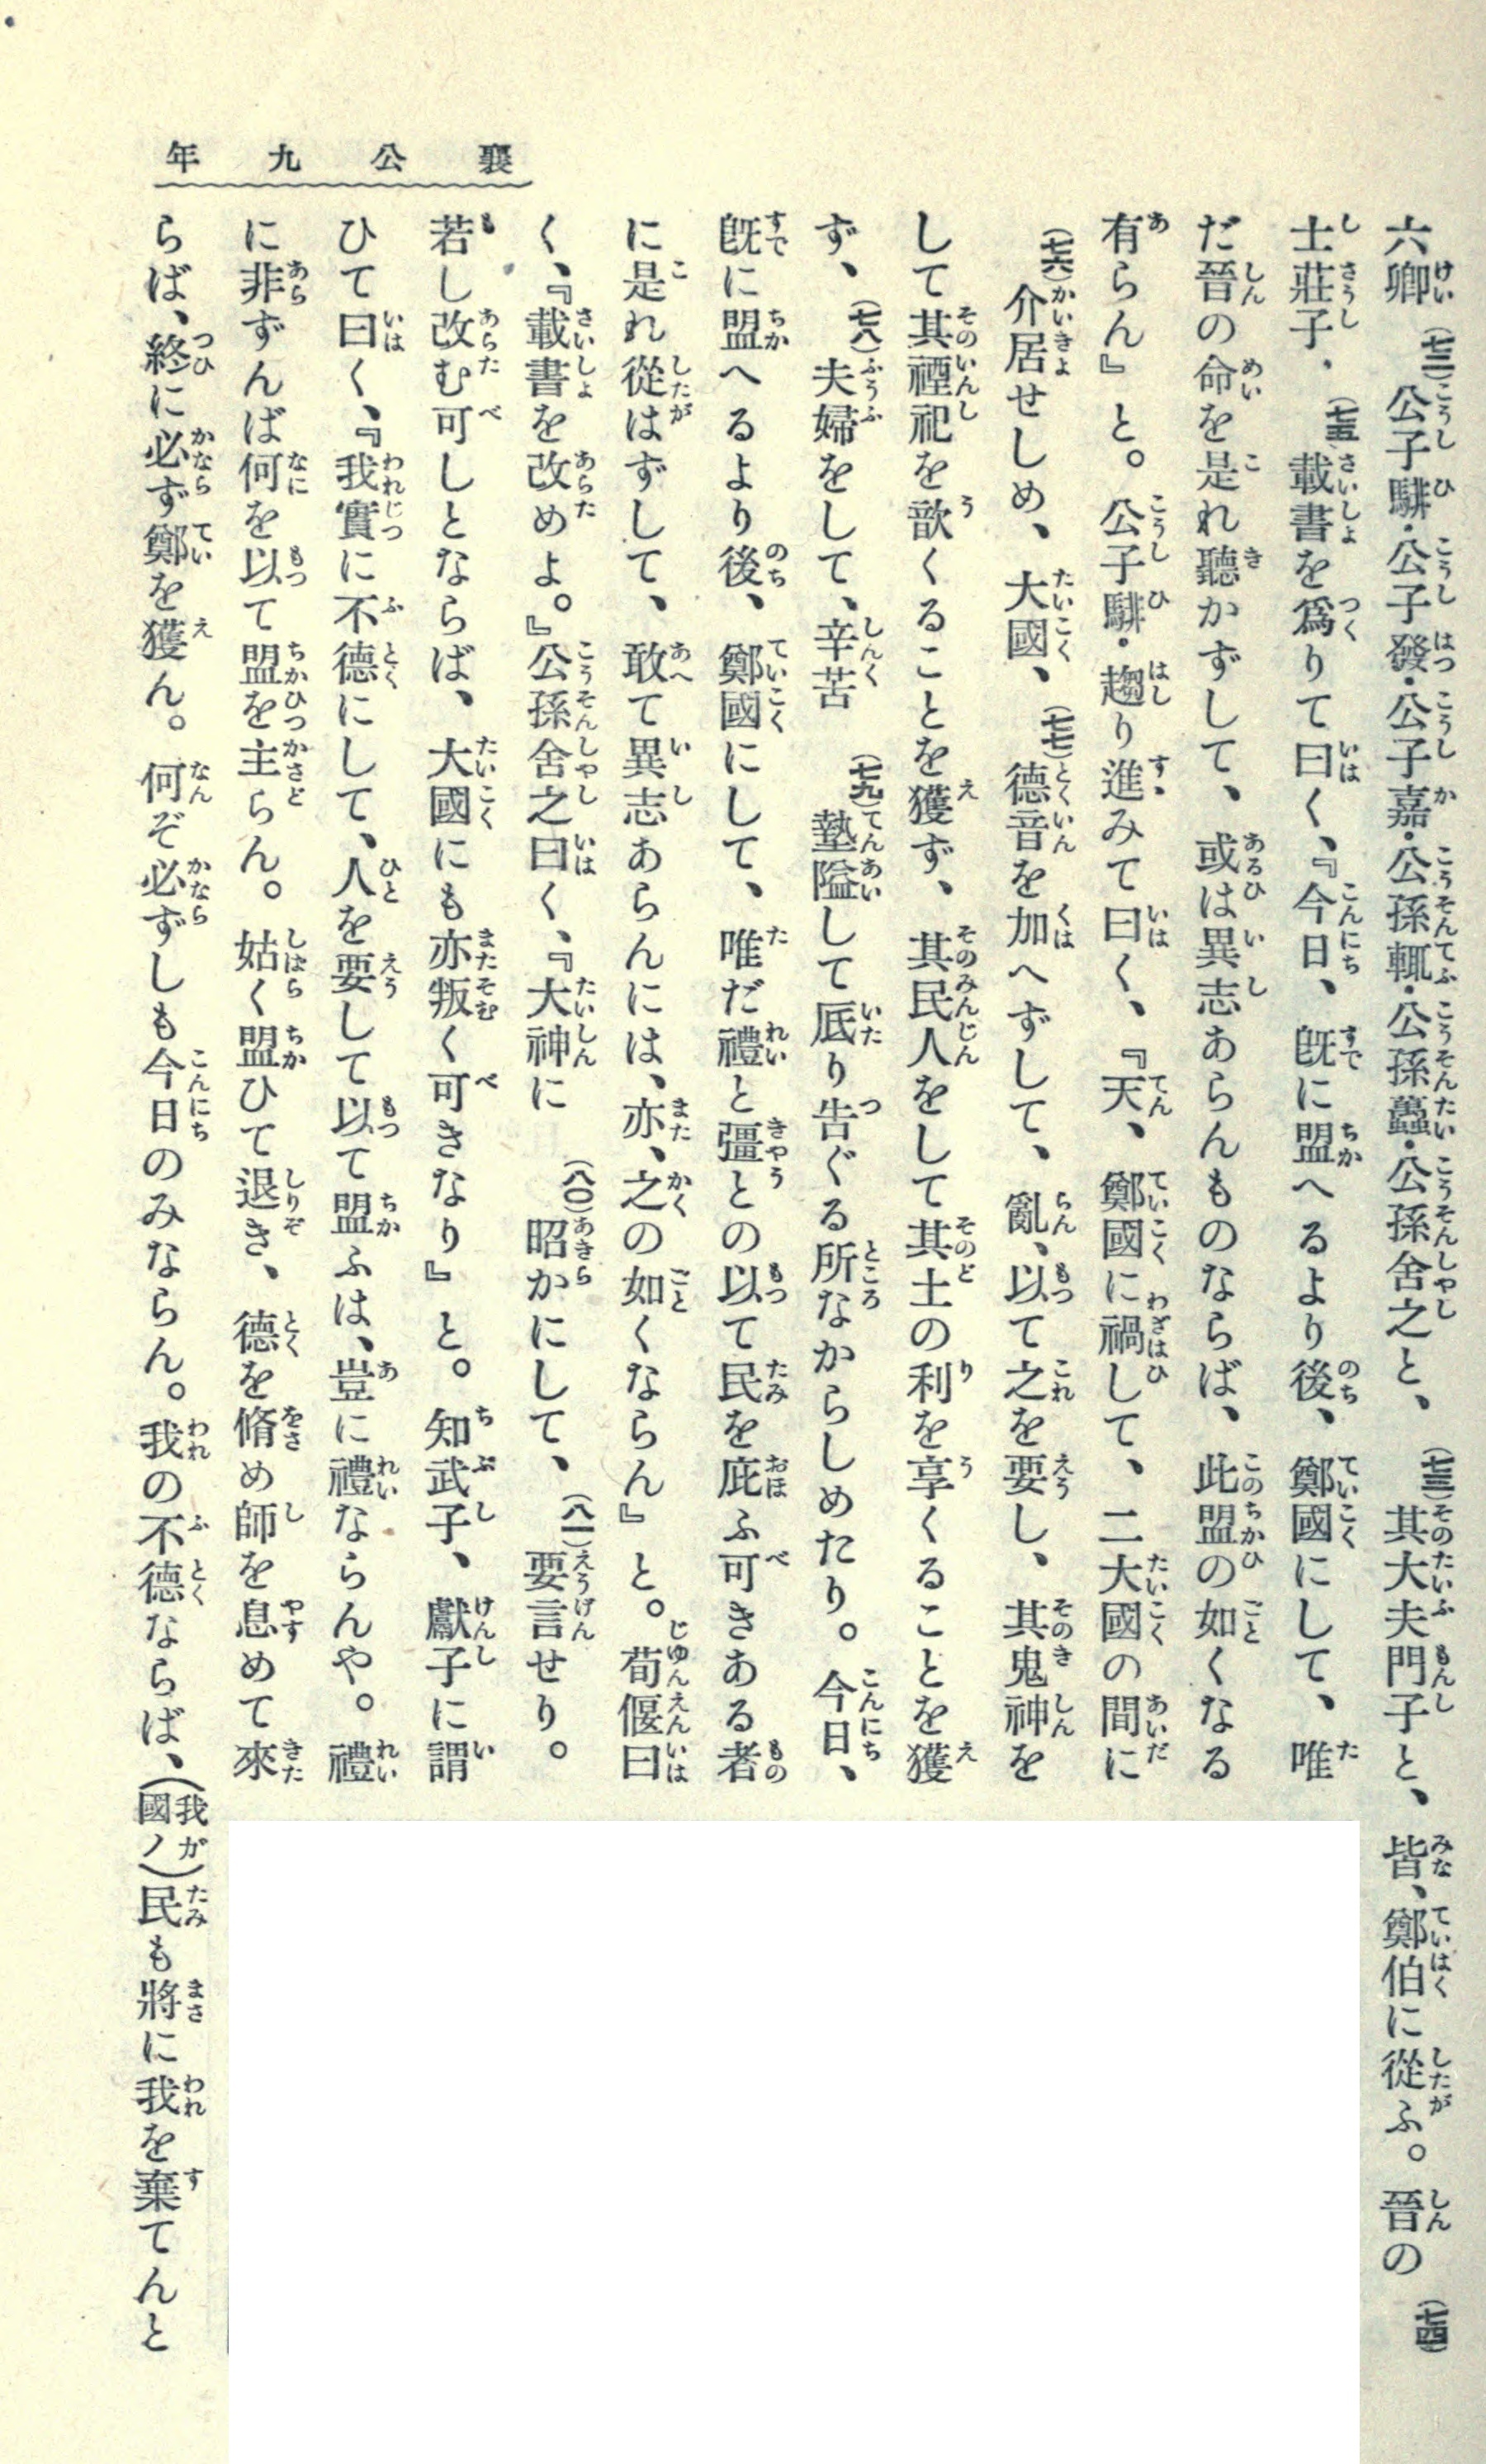 襄公九年
六卿(七二)公子騑・公子發・公子嘉・公孫輒・公孫蠆・公孫舍之と、(七三)其大夫門子と、皆、鄭伯に從ふ。晉の(七四)
士莊子・(七五)載書を爲りて曰く、『今日、既に盟へるより後、鄭國にして、唯
だ晉の命を是れ聽かずして、或は異志あらんものならば、此盟の如くなる
有らん』と。公子騑・趨り進みて曰く、『天、鄭國に禍して、二大國の間に
(七六)介居せしめ、大國、(七七)德音を加へずして、亂、以て之を要し、其鬼神を
して其禋祀を歆くることを獲ず、其民人をして其土の利を享くることを獲
ず、(七八)夫婦をして、辛苦(七九)墊隘して底り告ぐる所なからしめたり。今日、
既に盟へるより後、鄭國にして、唯だ禮と彊との以て民を庇ふ可きある者
に是れ從はずして、敢て異志あらんには、亦、之の如くならん』と。荀偃曰
く、『載書を改めよ。』公孫舍之曰く、『大神に(八〇)昭かにして、(八一)要言せり。
若し改む可しとならば、大國にも亦叛く可きなり』と。知武子、獻子に謂
ひて曰く、『我實に不德にして、人を要して以て盟ふは、豈に禮ならんや。禮
に非ずんば何を以て盟を主らん。姑く盟ひて退き、德を脩め師を息めて來
らば、終に必ず鄭を獲ん。何ぞ必ずしも今日のみならん。我の不德ならば、(我ガ國ノ)民も將に我を棄てんと